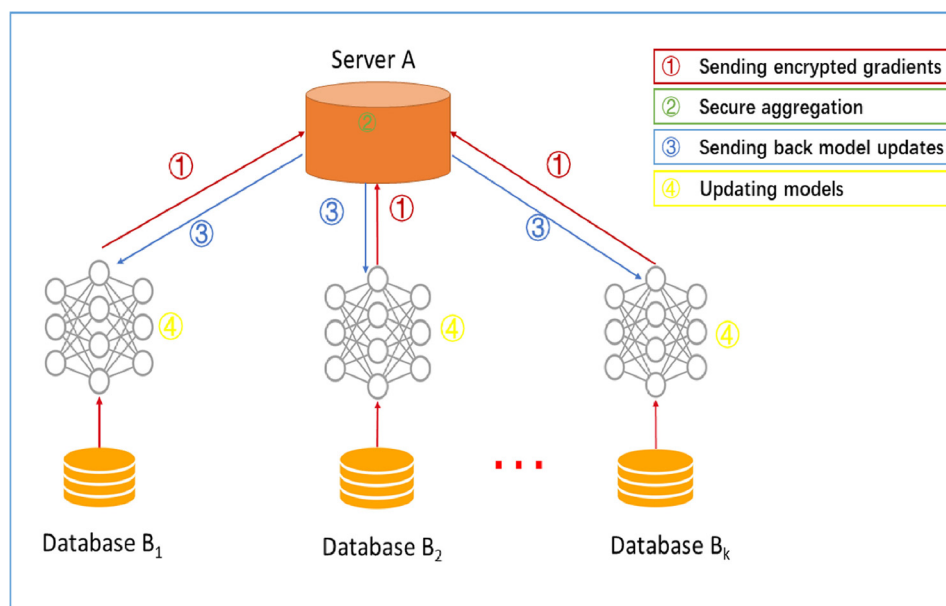 Server A
① Sending encrypted gradients
② Secure aggregation
③ Sending back model updates
④ Updating models
②
① ① ①
③ ③ ③
④ ④ ④
...
Database B₁
Database B₂
Database Bₖ